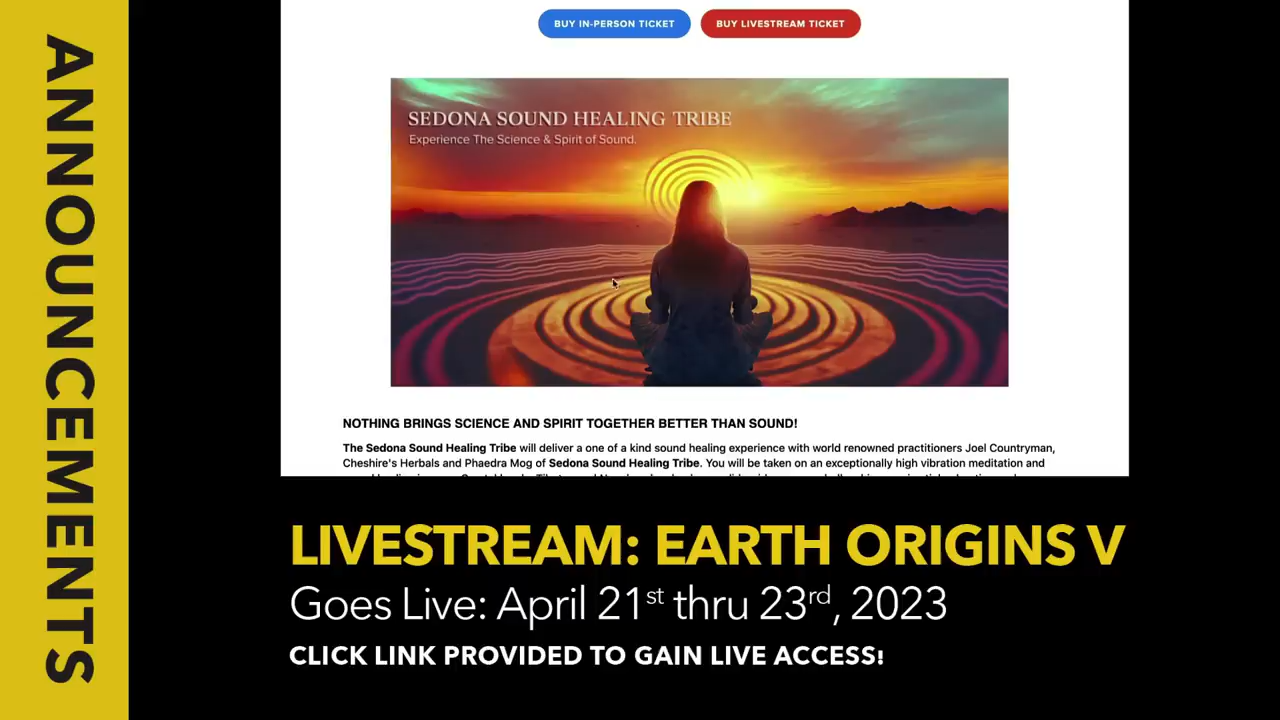 ANNOUNCEMENTS
BUY IN-PERSON TICKET
BUY LIVESTREAM TICKET
SEDONA SOUND HEALING TRIBE
Experience The Science & Spirit of Sound.
NOTHING BRINGS SCIENCE AND SPIRIT TOGETHER BETTER THAN SOUND!
The Sedona Sound Healing Tribe will deliver a one of a kind sound healing experience with world renowned practitioners Joel Countryman,
Cheshire's Herbals and Phaedra Mog of Sedona Sound Healing Tribe. You will be taken on an exceptionally high vibration meditation and
LIVESTREAM: EARTH ORIGINS V
Goes Live: April 21st thru 23rd, 2023
CLICK LINK PROVIDED TO GAIN LIVE ACCESS!